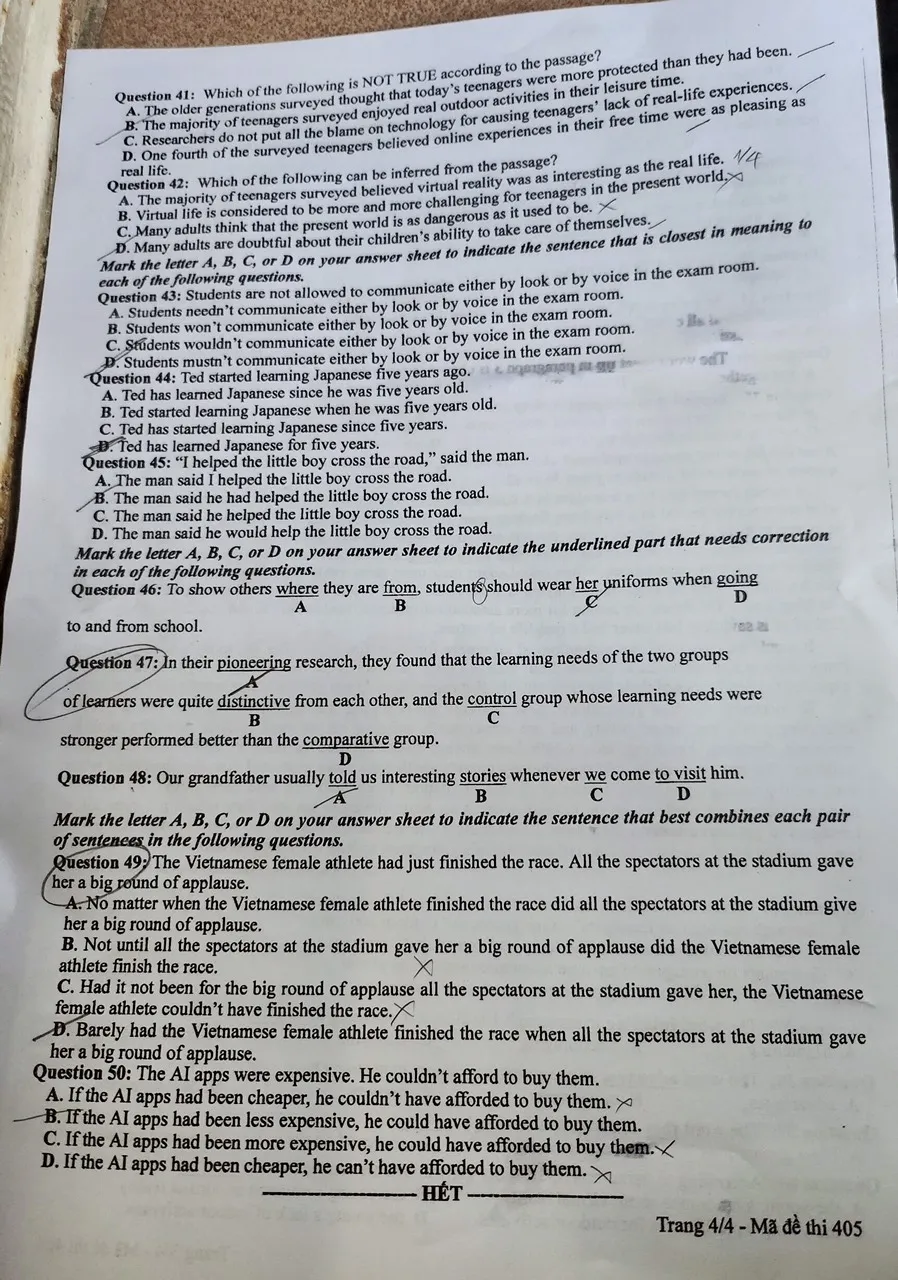 Question 41: Which of the following is NOT TRUE according to the passage?
A. The older generations surveyed thought that today's teenagers were more protected than they had been.
B. The majority of teenagers surveyed enjoyed real outdoor activities in their leisure time.
C. Researchers do not put all the blame on technology for causing teenagers' lack of real-life experiences.
D. One fourth of the surveyed teenagers believed online experiences in their free time were as pleasing as
real life.
Question 42: Which of the following can be inferred from the passage?
A. The majority of teenagers surveyed believed virtual reality was as interesting as the real life. 1/4
B. Virtual life is considered to be more and more challenging for teenagers in the present world.
C. Many adults think that the present world is as dangerous as it used to be.
D. Many adults are doubtful about their children's ability to take care of themselves.
Mark the letter A, B, C, or D on your answer sheet to indicate the sentence that is closest in meaning to
each of the following questions.
Question 43: Students are not allowed to communicate either by look or by voice in the exam room.
A. Students needn't communicate either by look or by voice in the exam room.
B. Students won't communicate either by look or by voice in the exam room.
C. Students wouldn't communicate either by look or by voice in the exam room.
D. Students mustn't communicate either by look or by voice in the exam room.
Question 44: Ted started learning Japanese five years ago.
A. Ted has learned Japanese since he was five years old.
B. Ted started learning Japanese when he was five years old.
C. Ted has started learning Japanese since five years.
D. Ted has learned Japanese for five years.
Question 45: "I helped the little boy cross the road," said the man.
A. The man said I helped the little boy cross the road.
B. The man said he had helped the little boy cross the road.
C. The man said he helped the little boy cross the road.
D. The man said he would help the little boy cross the road.
Mark the letter A, B, C, or D on your answer sheet to indicate the underlined part that needs correction
in each of the following questions.
Question 46: To show others where they are from, students should wear her uniforms when going
A B C D
to and from school.
Question 47: In their pioneering research, they found that the learning needs of the two groups
A
of learners were quite distinctive from each other, and the control group whose learning needs were
B C
stronger performed better than the comparative group.
D
Question 48: Our grandfather usually told us interesting stories whenever we come to visit him.
A B C D
Mark the letter A, B, C, or D on your answer sheet to indicate the sentence that best combines each pair
of sentences in the following questions.
Question 49: The Vietnamese female athlete had just finished the race. All the spectators at the stadium gave
her a big round of applause.
A. No matter when the Vietnamese female athlete finished the race did all the spectators at the stadium give
her a big round of applause.
B. Not until all the spectators at the stadium gave her a big round of applause did the Vietnamese female
athlete finish the race.
C. Had it not been for the big round of applause all the spectators at the stadium gave her, the Vietnamese
female athlete couldn't have finished the race.
D. Barely had the Vietnamese female athlete finished the race when all the spectators at the stadium gave
her a big round of applause.
Question 50: The AI apps were expensive. He couldn't afford to buy them.
A. If the AI apps had been cheaper, he couldn't have afforded to buy them.
B. If the AI apps had been less expensive, he could have afforded to buy them.
C. If the AI apps had been more expensive, he could have afforded to buy them.
D. If the AI apps had been cheaper, he can't have afforded to buy them.
HẾT
Trang 4/4 - Mã đề thi 405